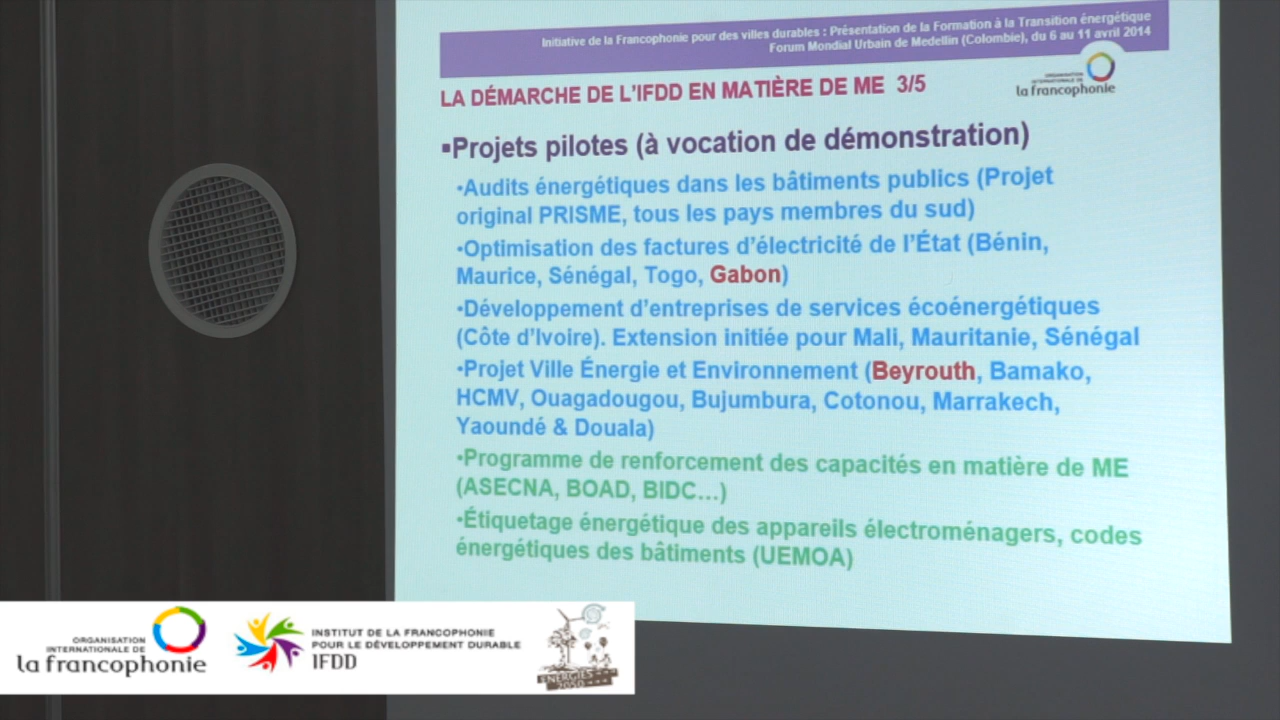 Initiative de la Francophonie pour des villes durables : Présentation de la Formation à la Transition énergétique
Forum Mondial Urbain de Medellin (Colombie), du 6 au 11 avril 2014
ORGANISATION
INTERNATIONALE DE
la francophonie
LA DÉMARCHE DE L'IFDD EN MATIÈRE DE ME 3/5
▪Projets pilotes (à vocation de démonstration)
•Audits énergétiques dans les bâtiments publics (Projet
original PRISME, tous les pays membres du sud)
•Optimisation des factures d'électricité de l'État (Bénin,
Maurice, Sénégal, Togo, Gabon)
•Développement d'entreprises de services écoénergétiques
(Côte d'Ivoire). Extension initiée pour Mali, Mauritanie, Sénégal
•Projet Ville Énergie et Environnement (Beyrouth, Bamako,
HCMV, Ouagadougou, Bujumbura, Cotonou, Marrakech,
Yaoundé & Douala)
•Programme de renforcement des capacités en matière de ME
(ASECNA, BOAD, BIDC...)
•Étiquetage énergétique des appareils électroménagers, codes
énergétiques des bâtiments (UEMOA)
ORGANISATION
INTERNATIONALE DE
la francophonie
INSTITUT DE LA FRANCOPHONIE
POUR LE DÉVELOPPEMENT DURABLE
IFDD
ENERGIES
2050